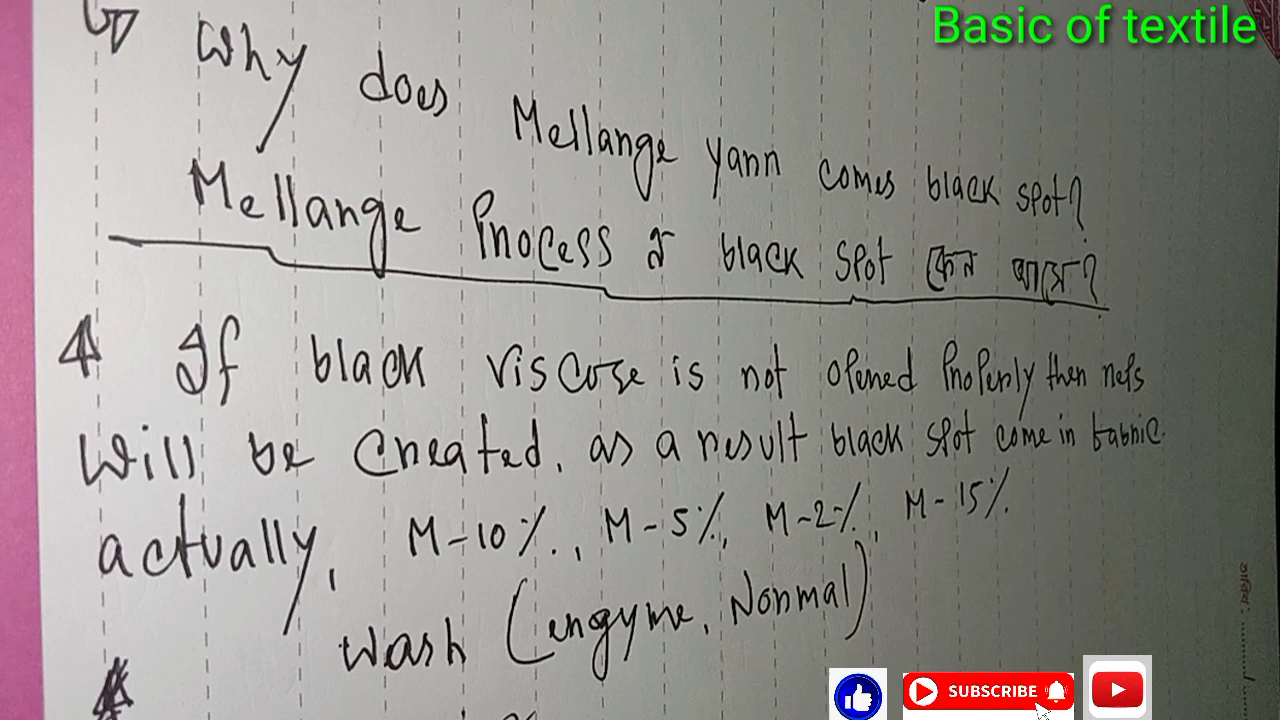 Basic of textile
Why does Mellange yarn comes black spot?
Mellange Process এ black spot কেন আসে?
If black viscose is not opened Properly then neps
will be created, as a result black spot come in fabric.
actually, M-10%, M-5%, M-2%, M-15%
wash (engyme, Normal)
SUBSCRIBE